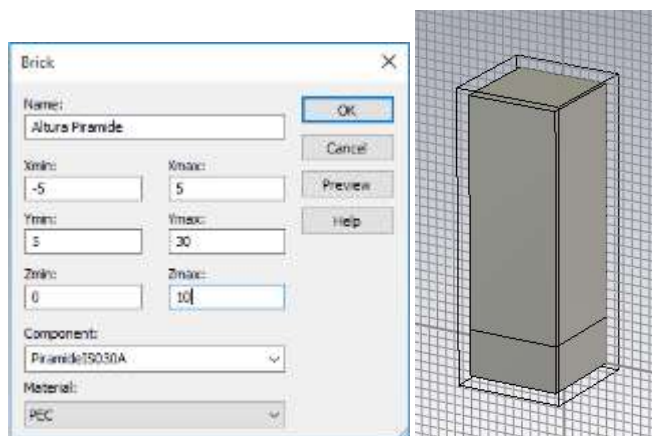 Brick
Name:
Altura Piramide
Xmin:
Xmax:
-5
5
Ymin:
Ymax:
5
30
Zmin:
Zmax:
0
10
Component:
PiramideIS030A
Material:
PEC
OK
Cancel
Preview
Help